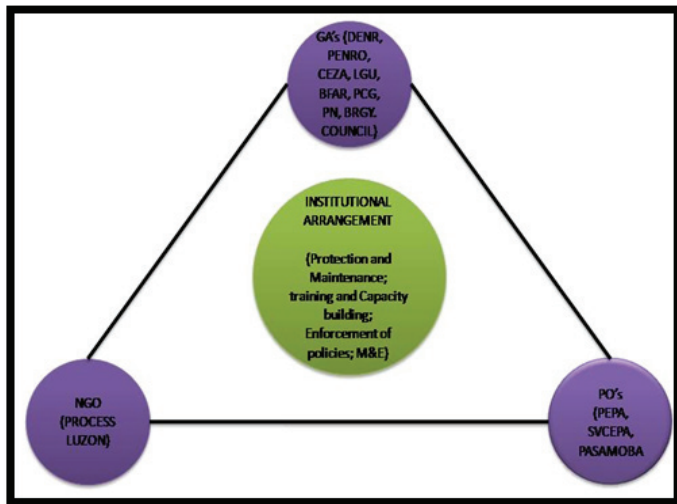 GA's (DENR,
PENRO,
CEZA, LGU,
BFAR, PCG,
PN, BRGY.
COUNCIL)
INSTITUTIONAL
ARRANGEMENT
(Protection and
Maintenance;
training and Capacity
building;
Enforcement of
policies; M&E)
NGO
(PROCESS
LUZON)
PO's
(PEPA,
SVCEPA,
PASAMOBA